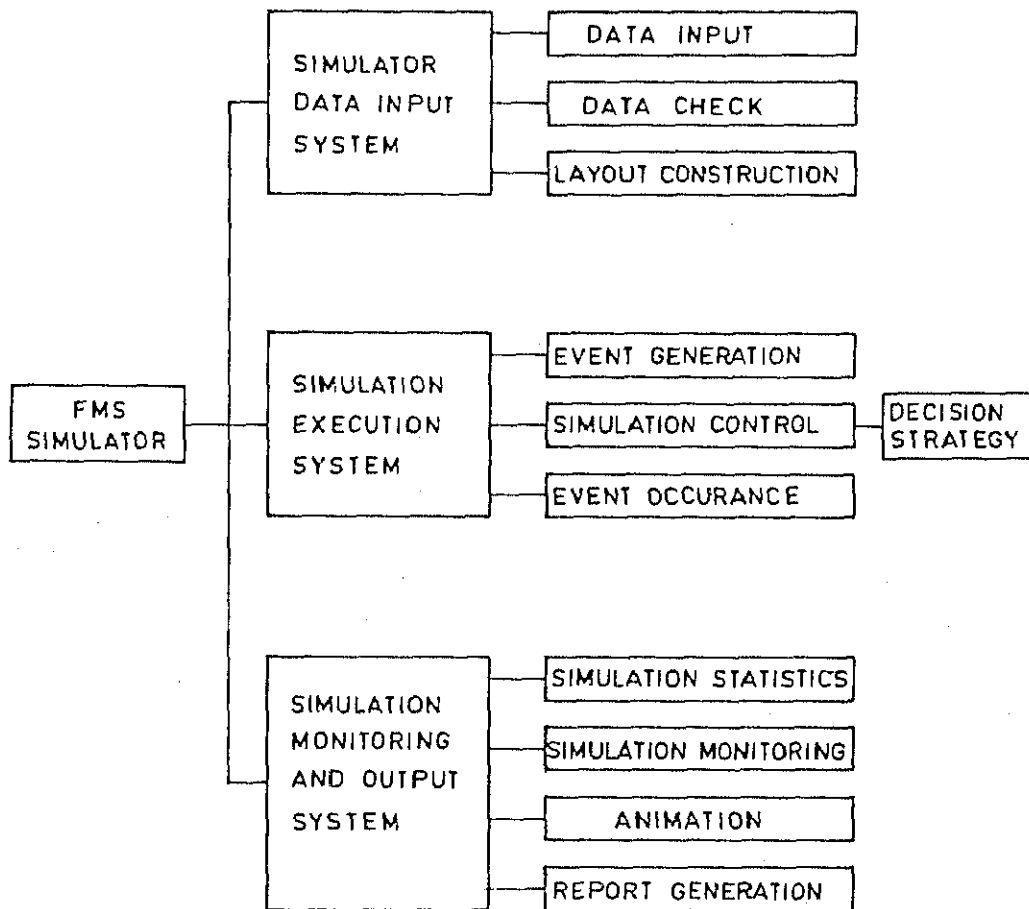 FMS
SIMULATOR
SIMULATOR
DATA INPUT
SYSTEM
DATA INPUT
DATA CHECK
LAYOUT CONSTRUCTION
SIMULATION
EXECUTION
SYSTEM
EVENT GENERATION
SIMULATION CONTROL
EVENT OCCURANCE
DECISION
STRATEGY
SIMULATION
MONITORING
AND OUTPUT
SYSTEM
SIMULATION STATISTICS
SIMULATION MONITORING
ANIMATION
REPORT GENERATION